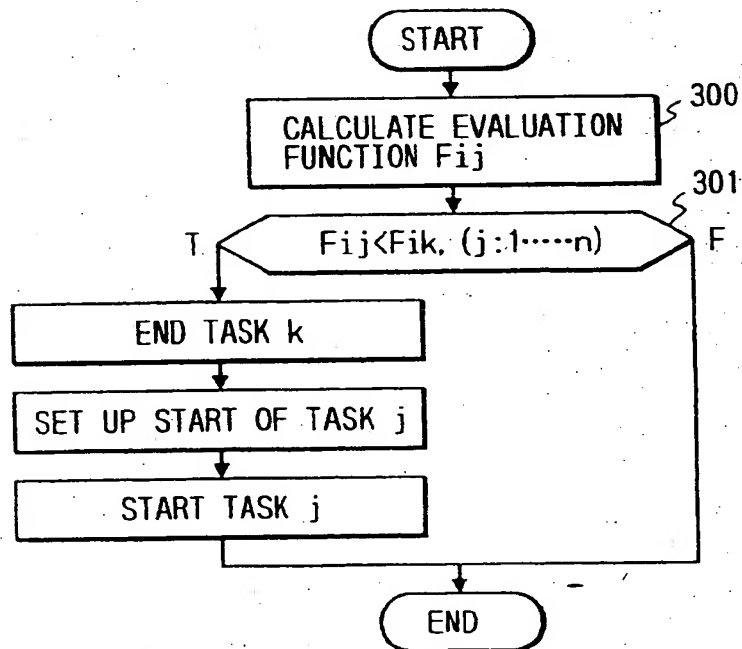 START
300
CALCULATE EVALUATION
FUNCTION Fij
301
T
Fij<Fik, (j:1·····n)
F
END TASK k
SET UP START OF TASK j
START TASK j
END